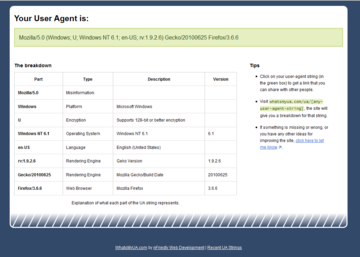 Your User Agent is:
Mozilla/5.0 (Windows; U; Windows NT 6.1; en-US; rv:1.9.2.6) Gecko/20100625 Firefox/3.6.6
The breakdown
Part Type Description Version
Mozilla/5.0 Misinformation
Windows Platform Microsoft Windows
U Encryption Supports 128-bit or better encryption
Windows NT 6.1 Operating System Windows NT 6.1 6.1
en-US Language English (United States)
rv:1.9.2.6 Rendering Engine Gecko Version 1.9.2.6
Gecko/20100625 Rendering Engine Mozilla Gecko/Build Date 20100625
Firefox/3.6.6 Web Browser Mozilla Firefox 3.6.6
Explanation of what each part of the UA string represents
Tips
Click on your user-agent string (in
the green box) to get a link that you
can share with other people.
Visit whatsmyua.com/ua/[any-
user-agent-string], the site will
give you a breakdown for that string.
If something is missing or wrong, or
you have any other ideas for
improving the site, click here to let
me know
WhatsMyUA.com by nFriedly Web Development | Recent UA Strings